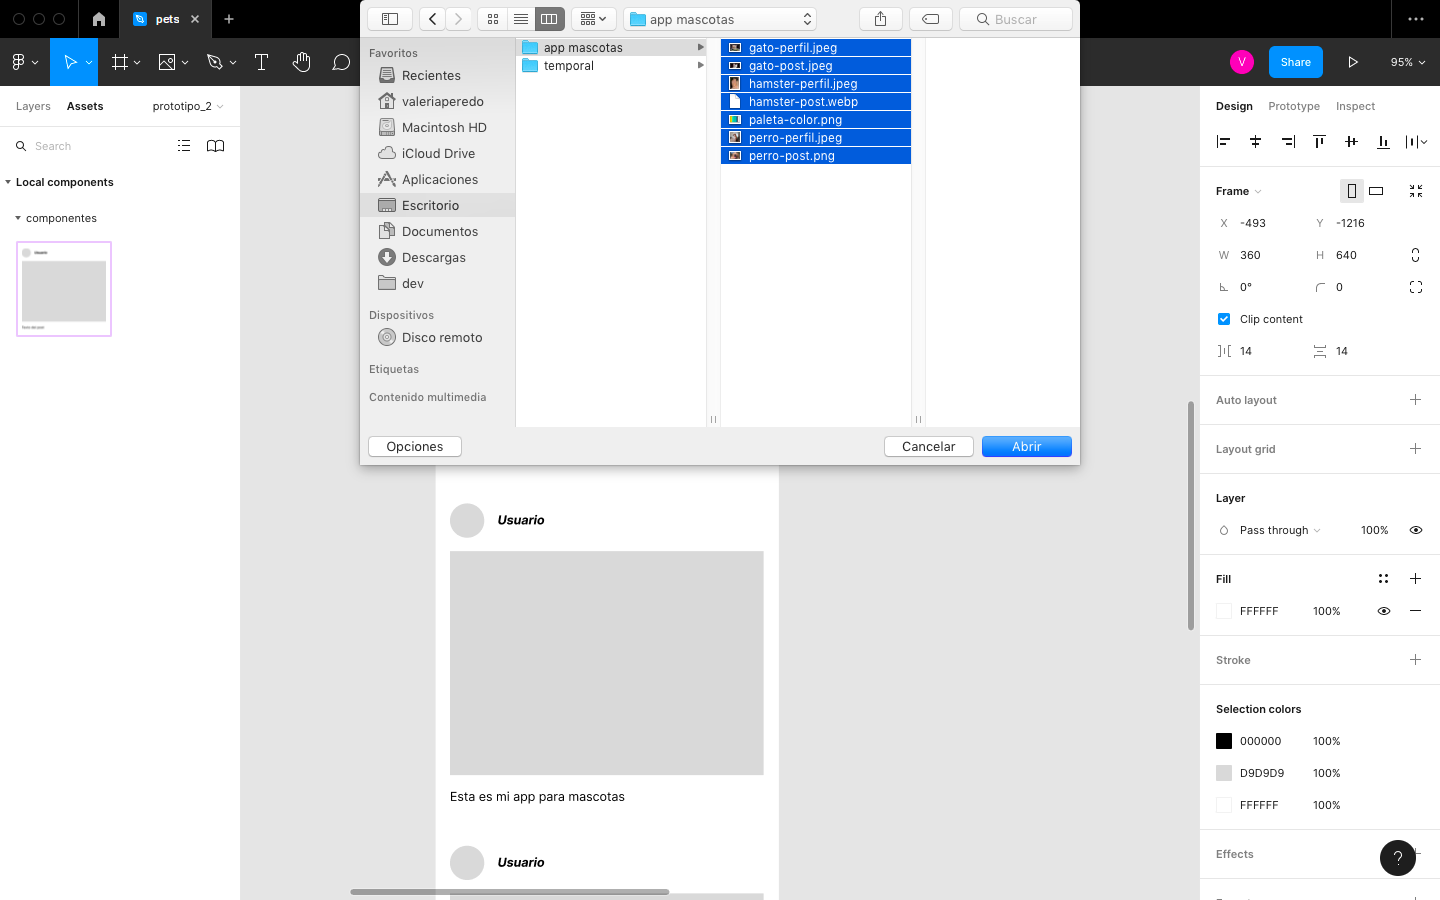 pets
app mascotas
Buscar
V
Share
95%
Layers
Assets
prototipo_2
Search
Local components
componentes
Usuario
Favoritos
Recientes
valeriaperedo
Macintosh HD
iCloud Drive
Aplicaciones
Escritorio
Documentos
Descargas
dev
Dispositivos
Disco remoto
Etiquetas
Contenido multimedia
app mascotas
temporal
gato-perfil.jpeg
gato-post.jpeg
hamster-perfil.jpeg
hamster-post.webp
paleta-color.png
perro-perfil.jpeg
perro-post.png
Opciones
Cancelar
Abrir
Usuario
Esta es mi app para mascotas
Usuario
Design
Prototype
Inspect
Frame
X -493
Y -1216
W 360
H 640
0°
0
Clip content
14
14
Auto layout
Layout grid
Layer
Pass through
100%
Fill
FFFFFF 100%
Stroke
Selection colors
000000 100%
D9D9D9 100%
FFFFFF 100%
Effects
?